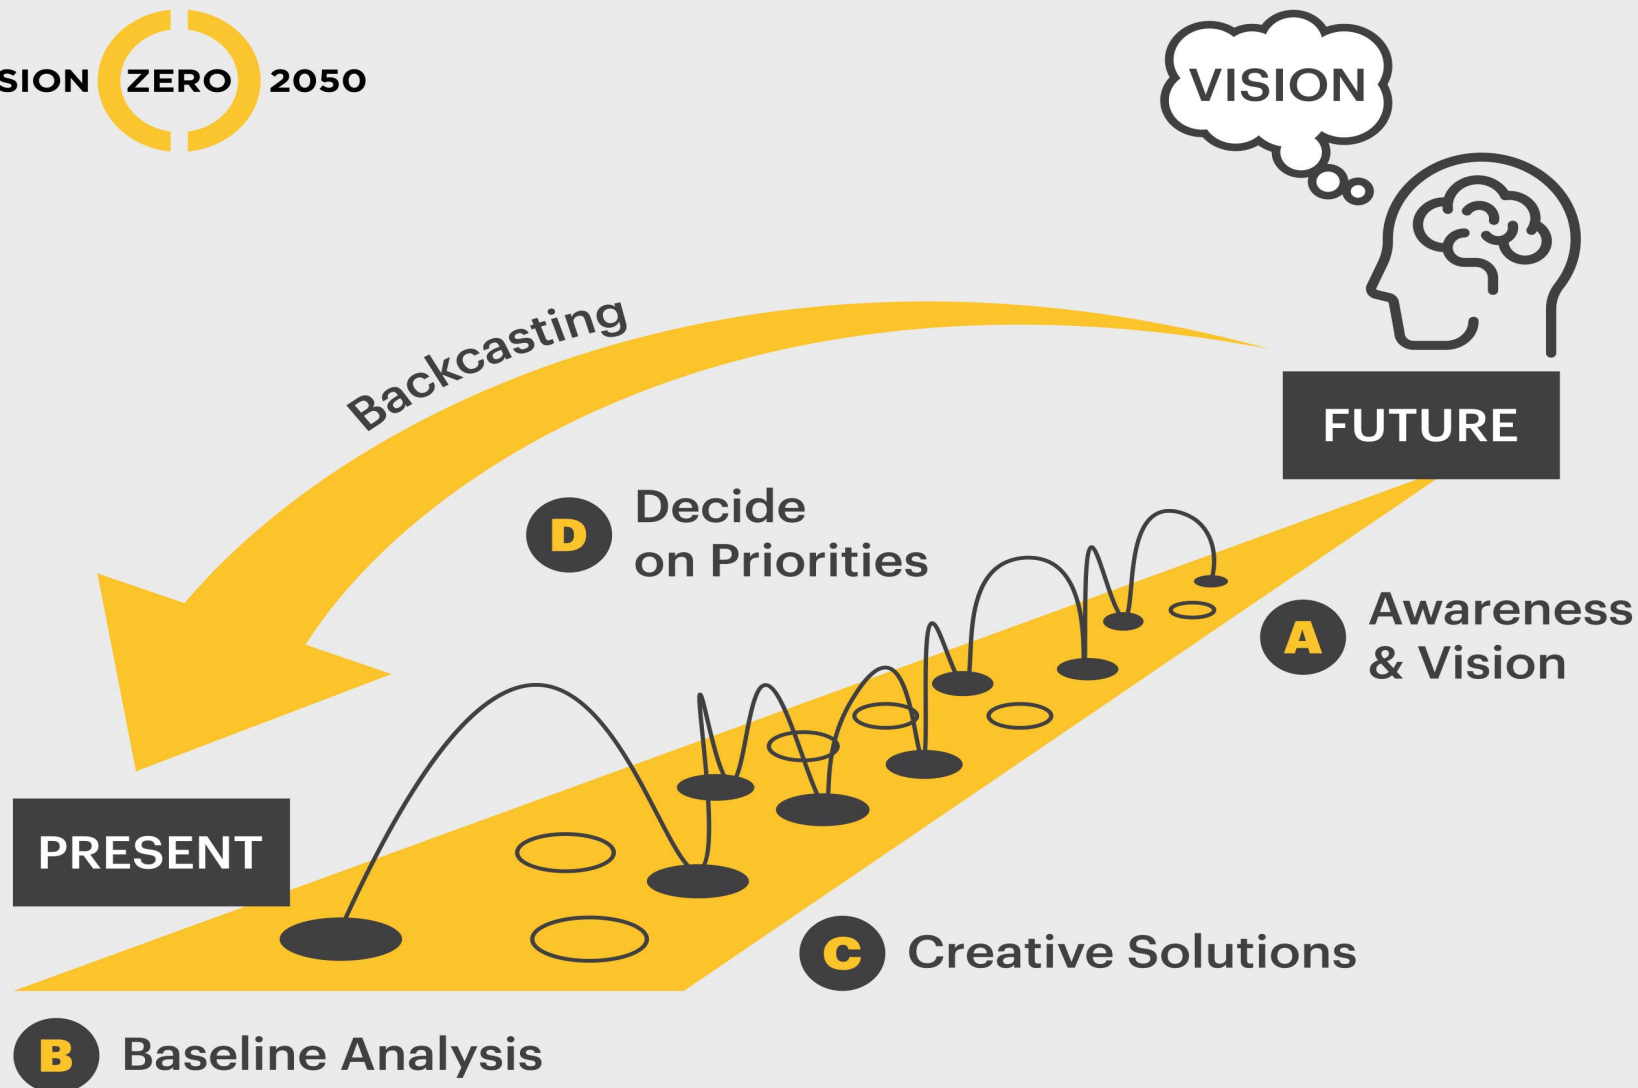 SION ZERO 2050
VISION
Backcasting
FUTURE
D Decide
on Priorities
A Awareness
& Vision
PRESENT
C Creative Solutions
B Baseline Analysis